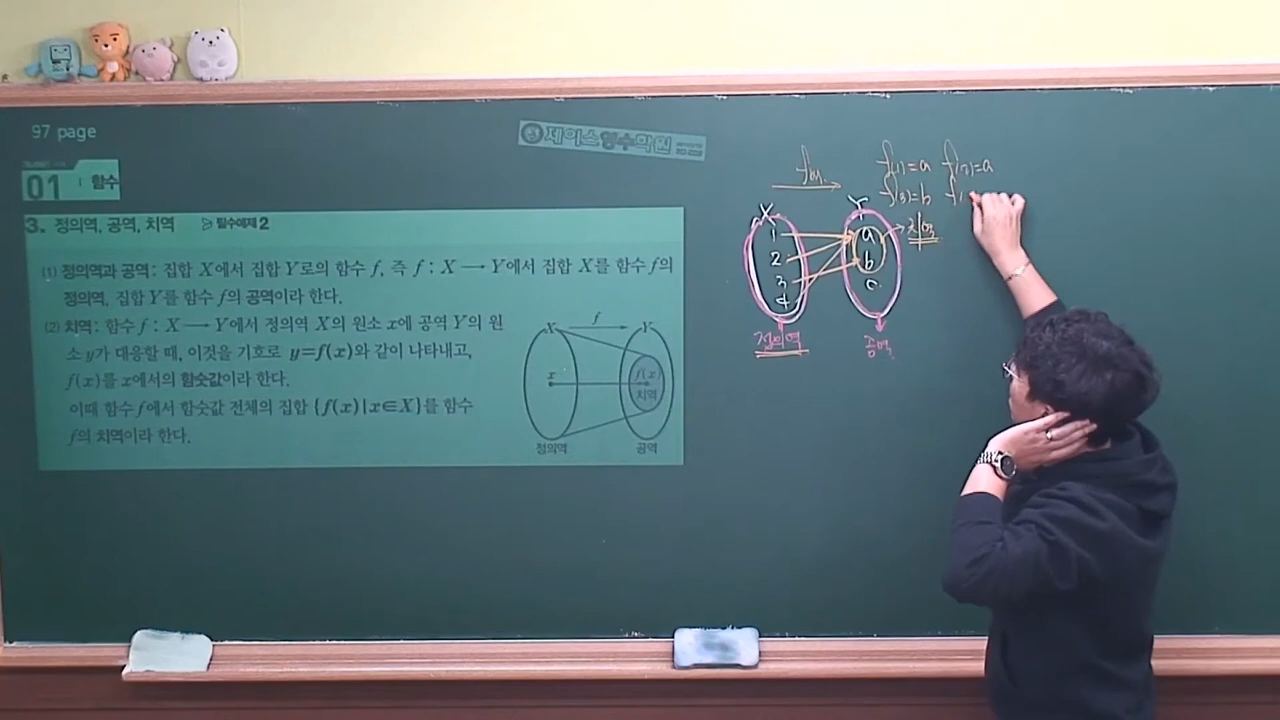 97 page
제이스영수학원
01 함수
3. 정의역, 공역, 치역 필수예제 2
(1) 정의역과 공역: 집합 X에서 집합 Y로의 함수 f, 즉 f : X → Y에서 집합 X를 함수 f의
정의역, 집합 Y를 함수 f의 공역이라 한다.
(2) 치역: 함수 f : X → Y에서 정의역 X의 원소 x에 공역 Y의 원
소 y가 대응할 때, 이것을 기호로 y=f(x)와 같이 나타내고,
f(x)를 x에서의 함숫값이라 한다.
이때 함수 f에서 함숫값 전체의 집합 {f(x)|x∈X}를 함수
f의 치역이라 한다.
X f Y
x f(x)
치역
정의역 공역
f(1)=a f(2)=a
f(3)=b f(
X Y
1 a 치역
2 b
3 c
4
정의역 공역